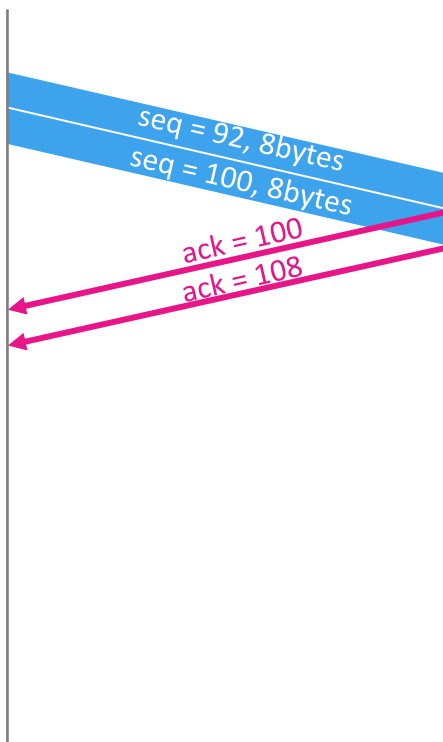 seq = 92, 8bytes
seq = 100, 8bytes
ack = 100
ack = 108